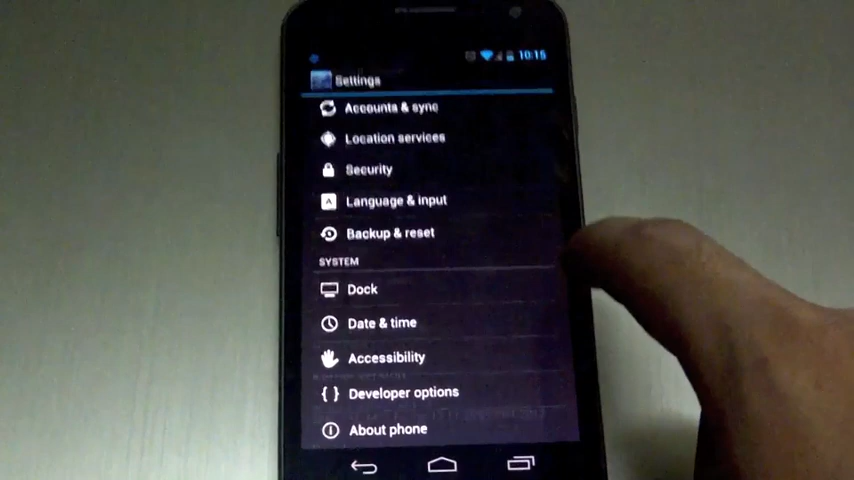 10:15
Settings
Accounts & sync
Location services
Security
A
Language & input
Backup & reset
SYSTEM
Dock
Date & time
Accessibility
{ } Developer options
About phone